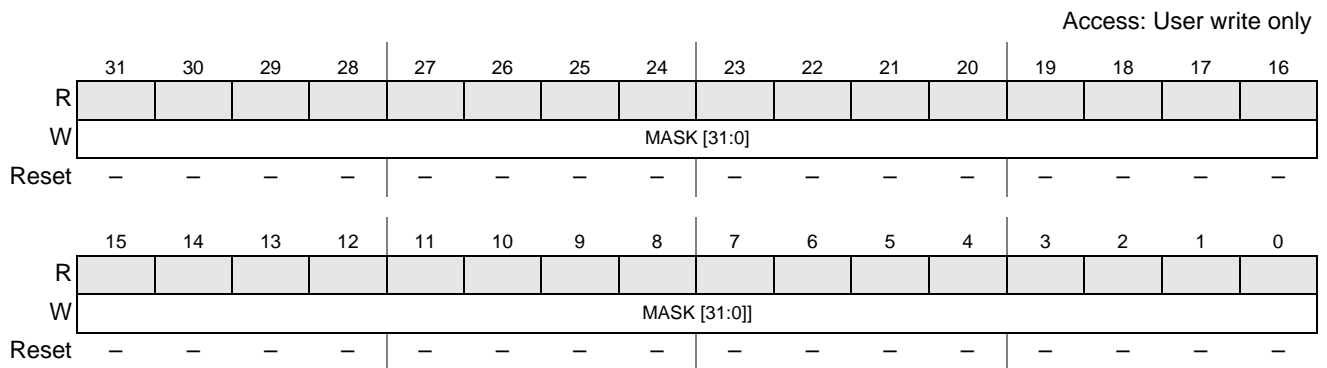 Access: User write only
31 30 29 28 27 26 25 24 23 22 21 20 19 18 17 16
R
W MASK [31:0]
Reset – – – – – – – – – – – – – – – –
15 14 13 12 11 10 9 8 7 6 5 4 3 2 1 0
R
W MASK [31:0]]
Reset – – – – – – – – – – – – – – – –